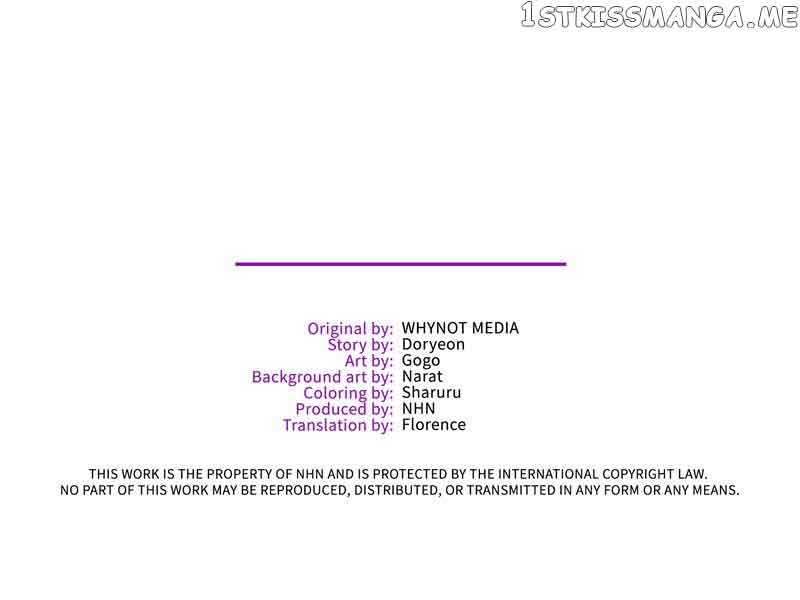 1STKISSMANGA.ME
Original by: WHYNOT MEDIA
Story by: Doryeon
Art by: Gogo
Background art by: Narat
Coloring by: Sharuru
Produced by: NHN
Translation by: Florence
THIS WORK IS THE PROPERTY OF NHN AND IS PROTECTED BY THE INTERNATIONAL COPYRIGHT LAW.
NO PART OF THIS WORK MAY BE REPRODUCED, DISTRIBUTED, OR TRANSMITTED IN ANY FORM OR ANY MEANS.